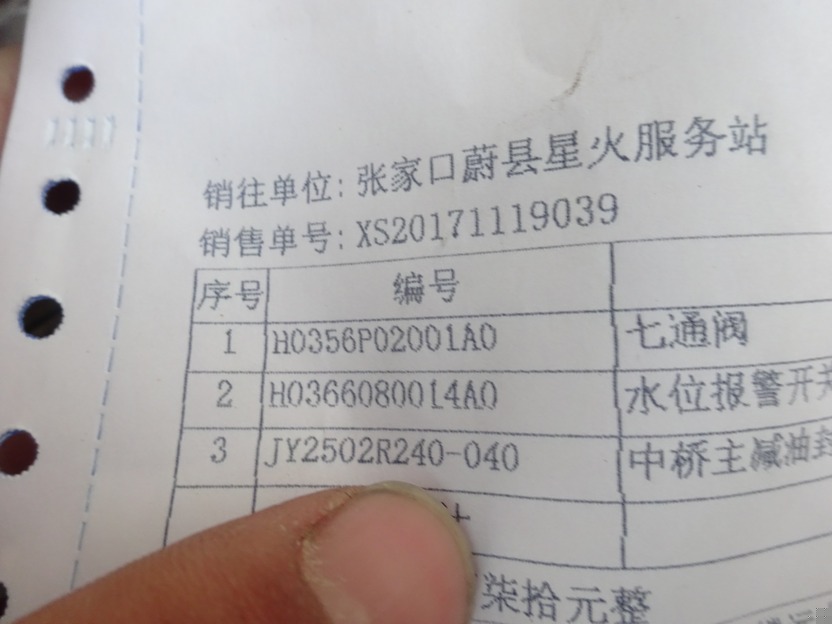 销往单位: 张家口蔚县星火服务站
销售单号: XS20171119039
序号 编号
1 H0356P02001A0 七通阀
2 H0366080014A0 水位报警开
3 JY2502R240-040 中桥主减油封
计
柒拾元整